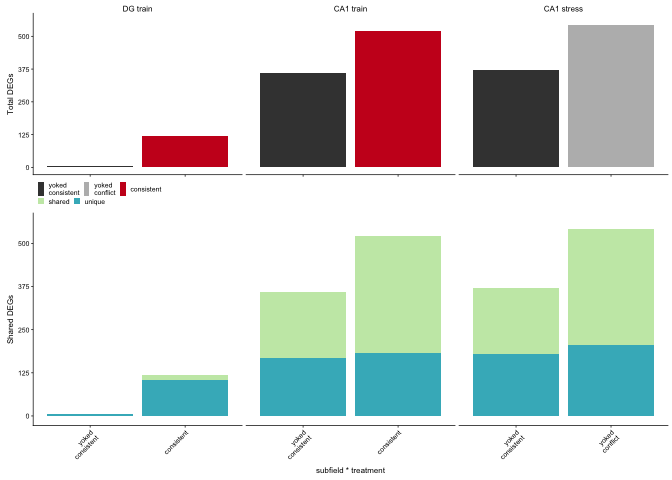 DG train
CA1 train
CA1 stress
Total DEGs
500
375
250
125
0
yoked
consistent
yoked
conflict
consistent
shared
unique
Shared DEGs
500
375
250
125
0
yoked
consistent
consistent
yoked
consistent
consistent
yoked
consistent
yoked
conflict
subfield * treatment